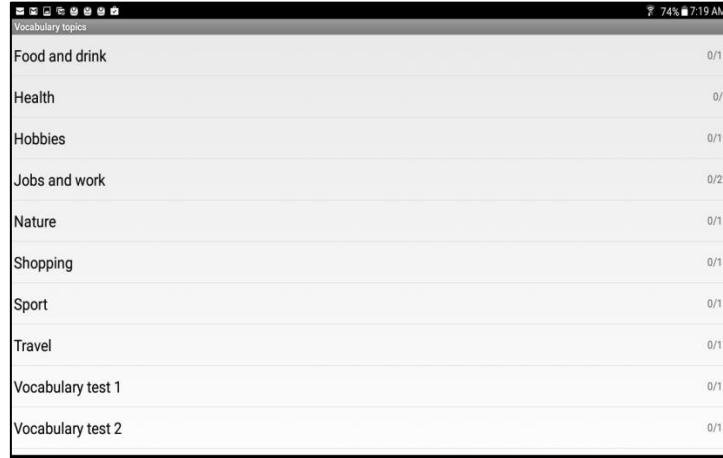 74% 7:19 AM
Vocabulary topics
Food and drink 0/1
Health 0/
Hobbies 0/1
Jobs and work 0/2
Nature 0/1
Shopping 0/1
Sport 0/1
Travel 0/1
Vocabulary test 1 0/1
Vocabulary test 2 0/1